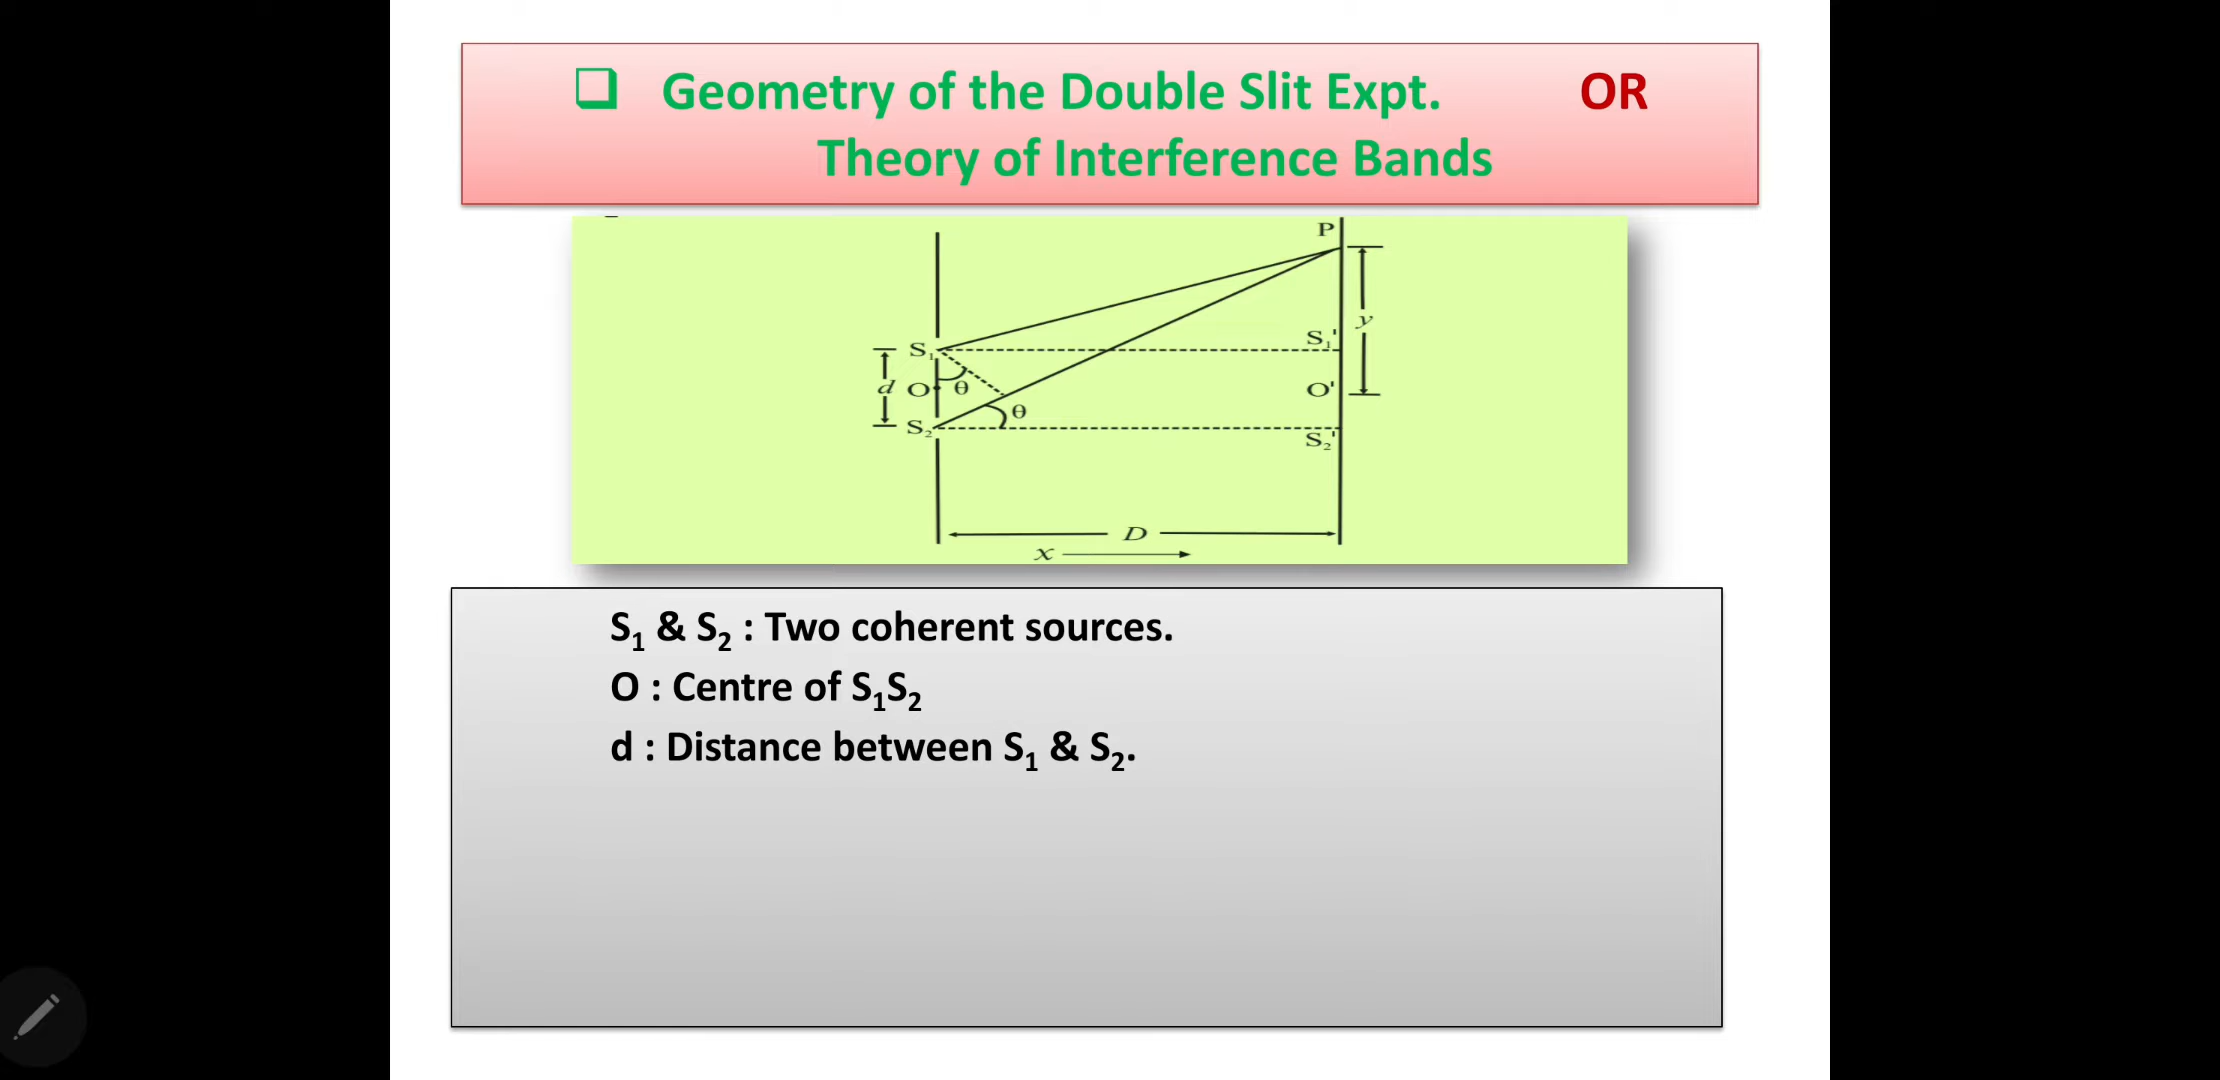 ❑ Geometry of the Double Slit Expt. OR
Theory of Interference Bands
P
y
S₁ S₁'
d O θ O'
θ
S₂ S₂'
D
x
S₁ & S₂ : Two coherent sources.
O : Centre of S₁S₂
d : Distance between S₁ & S₂.